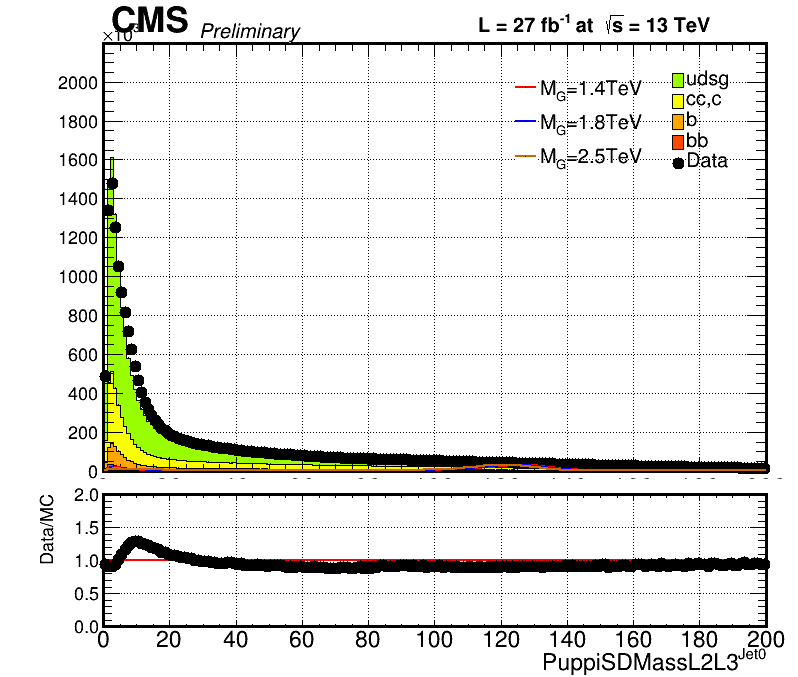 CMS Preliminary L = 27 fb⁻¹ at √s = 13 TeV
×10³
M_G=1.4TeV
M_G=1.8TeV
M_G=2.5TeV
udsg
cc,c
b
bb
Data
2000
1800
1600
1400
1200
1000
800
600
400
200
0
Data/MC
2.0
1.5
1.0
0.5
0.0
0 20 40 60 80 100 120 140 160 180 200
PuppiSDMassL2L3^Jet0